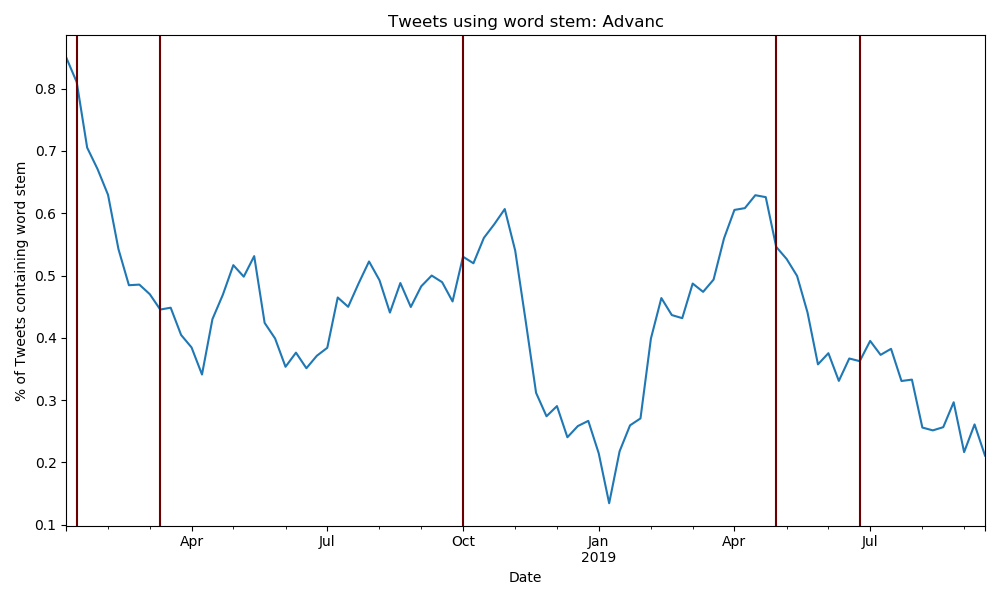 Tweets using word stem: Advanc
% of Tweets containing word stem
0.8
0.7
0.6
0.5
0.4
0.3
0.2
0.1
Apr
Jul
Oct
Jan
2019
Apr
Jul
Date